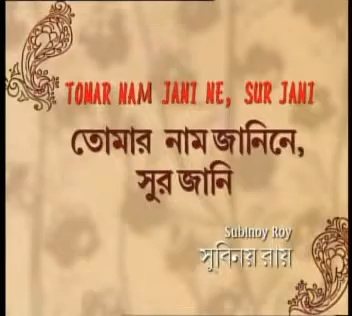 TOMAR NAM JANI NE, SUR JANI
তোমার নাম জানিনে,
সুর জানি
Subinoy Roy
সুবিনয় রায়